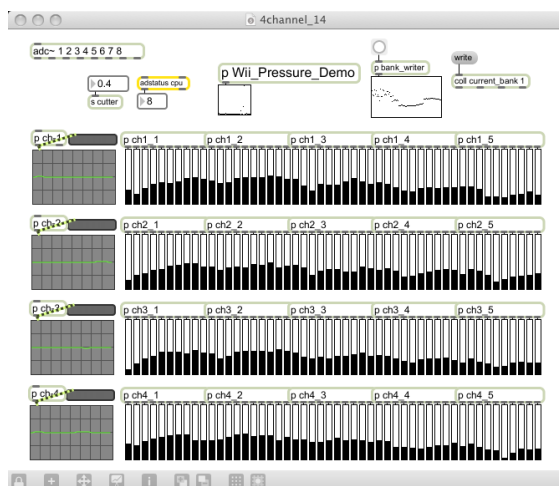 4channel_14
adc~ 1 2 3 4 5 6 7 8
0.4
adstatus cpu
s cutter
8
p Wii_Pressure_Demo
p bank_writer
write
coll current_bank 1
p ch1_1 p ch1_2 p ch1_3 p ch1_4 p ch1_5
p ch2_1 p ch2_2 p ch2_3 p ch2_4 p ch2_5
p ch3_1 p ch3_2 p ch3_3 p ch3_4 p ch3_5
p ch4_1 p ch4_2 p ch4_3 p ch4_4 p ch4_5